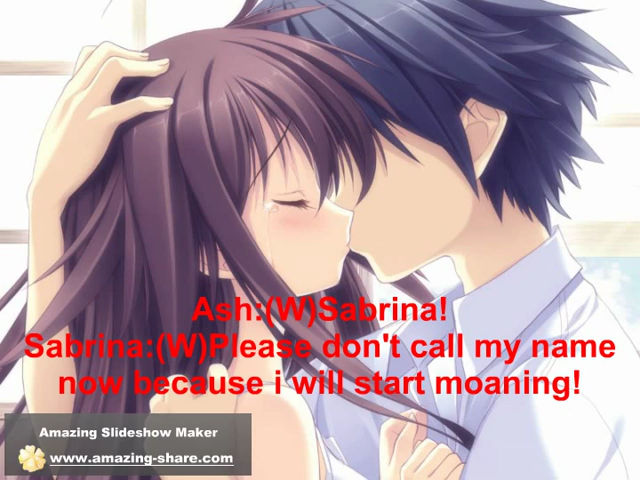 Ash:(W)Sabrina!
Sabrina:(W)Please don't call my name
now because i will start moaning!
Amazing Slideshow Maker
www.amazing-share.com